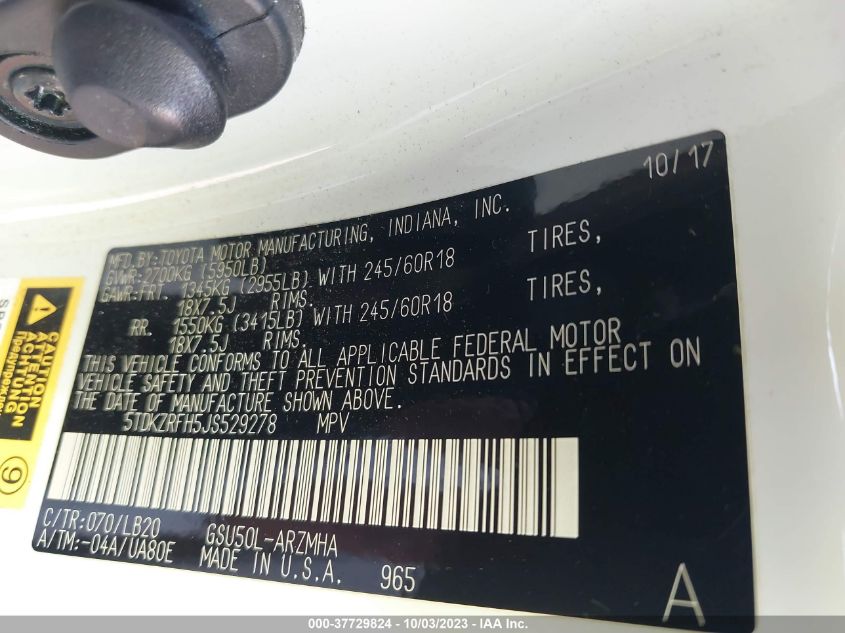 10/17
MFD.BY:TOYOTA MOTOR MANUFACTURING, INDIANA, INC.
GVWR:2700KG (5950LB)
GAWR:FRT. 1345KG (2955LB) WITH 245/60R18 TIRES,
18X7.5J RIMS.
RR. 1550KG (3415LB) WITH 245/60R18 TIRES,
18X7.5J RIMS.
THIS VEHICLE CONFORMS TO ALL APPLICABLE FEDERAL MOTOR
VEHICLE SAFETY AND THEFT PREVENTION STANDARDS IN EFFECT ON
THE DATE OF MANUFACTURE SHOWN ABOVE.
5TDKZRFH5JS529278 MPV
C/TR:070/LB20 GSU50L-ARZMHA
A/TM:-04A/UA80E MADE IN U.S.A. 965
A
CAUTION
ATTENTION
ACHTUNG
9
000-37729824 - 10/03/2023 - IAA Inc.